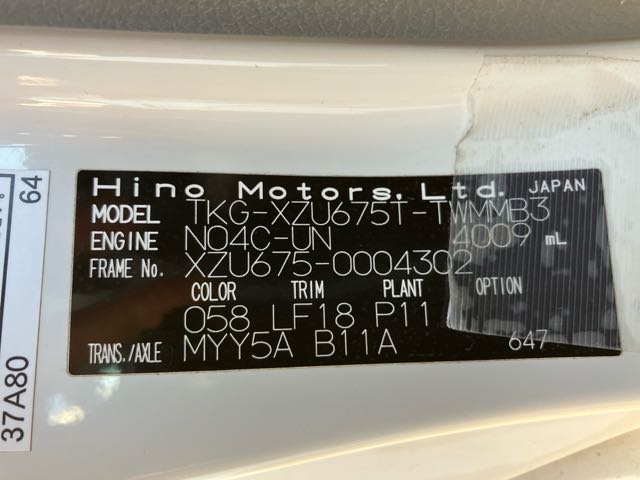 Hino Motors, Ltd. JAPAN
MODEL TKG-XZU675T-TWMMB3
ENGINE N04C-UN 4009 mL
FRAME No. XZU675-0004302
COLOR TRIM PLANT OPTION
058 LF18 P11
TRANS./AXLE MYY5A B11A 647
64
37A80